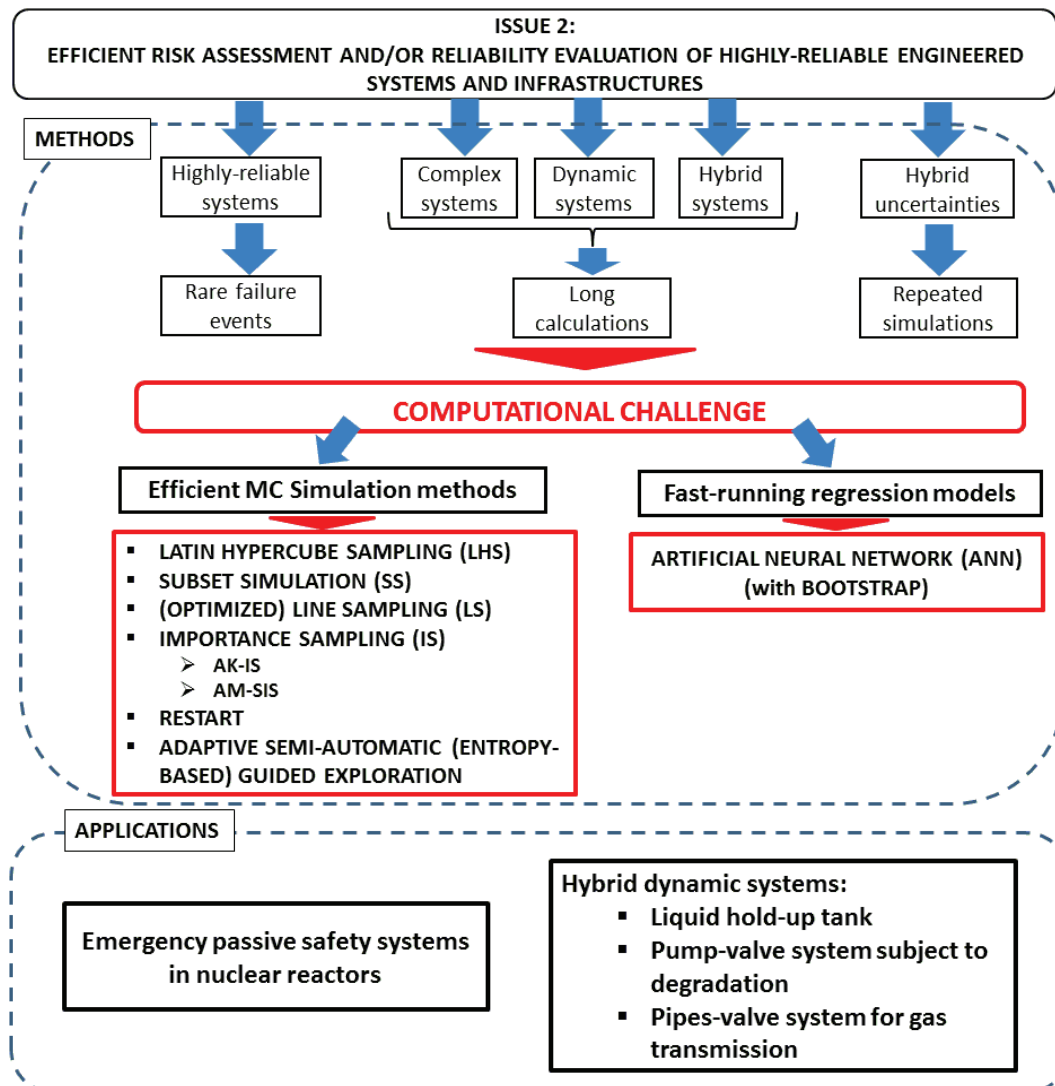 ISSUE 2:
EFFICIENT RISK ASSESSMENT AND/OR RELIABILITY EVALUATION OF HIGHLY-RELIABLE ENGINEERED
SYSTEMS AND INFRASTRUCTURES
METHODS
Highly-reliable
systems
Complex
systems
Dynamic
systems
Hybrid
systems
Hybrid
uncertainties
Rare failure
events
Long
calculations
Repeated
simulations
COMPUTATIONAL CHALLENGE
Efficient MC Simulation methods
Fast-running regression models
▪ LATIN HYPERCUBE SAMPLING (LHS)
▪ SUBSET SIMULATION (SS)
▪ (OPTIMIZED) LINE SAMPLING (LS)
▪ IMPORTANCE SAMPLING (IS)
➢ AK-IS
➢ AM-SIS
▪ RESTART
▪ ADAPTIVE SEMI-AUTOMATIC (ENTROPY-
BASED) GUIDED EXPLORATION
ARTIFICIAL NEURAL NETWORK (ANN)
(with BOOTSTRAP)
APPLICATIONS
Emergency passive safety systems
in nuclear reactors
Hybrid dynamic systems:
▪ Liquid hold-up tank
▪ Pump-valve system subject to
degradation
▪ Pipes-valve system for gas
transmission